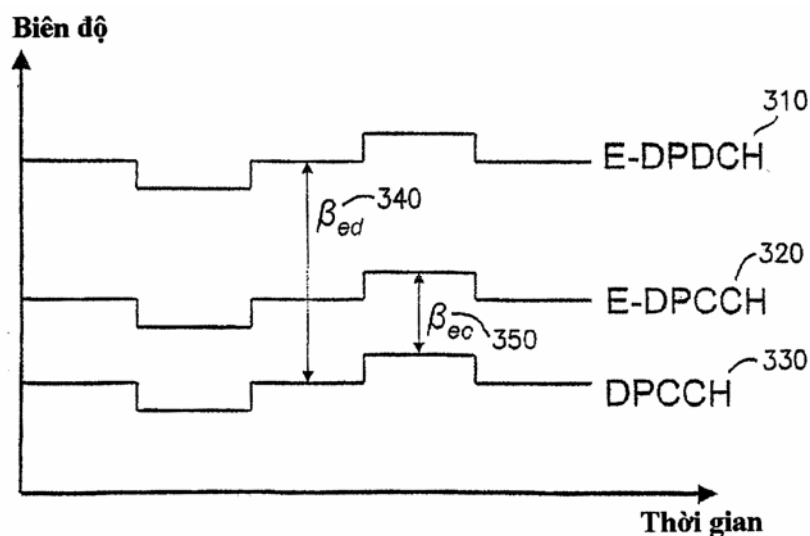 Biên độ
310
E-DPDCH
β_ed 340
320
E-DPCCH
β_ec 350
330
DPCCH
Thời gian